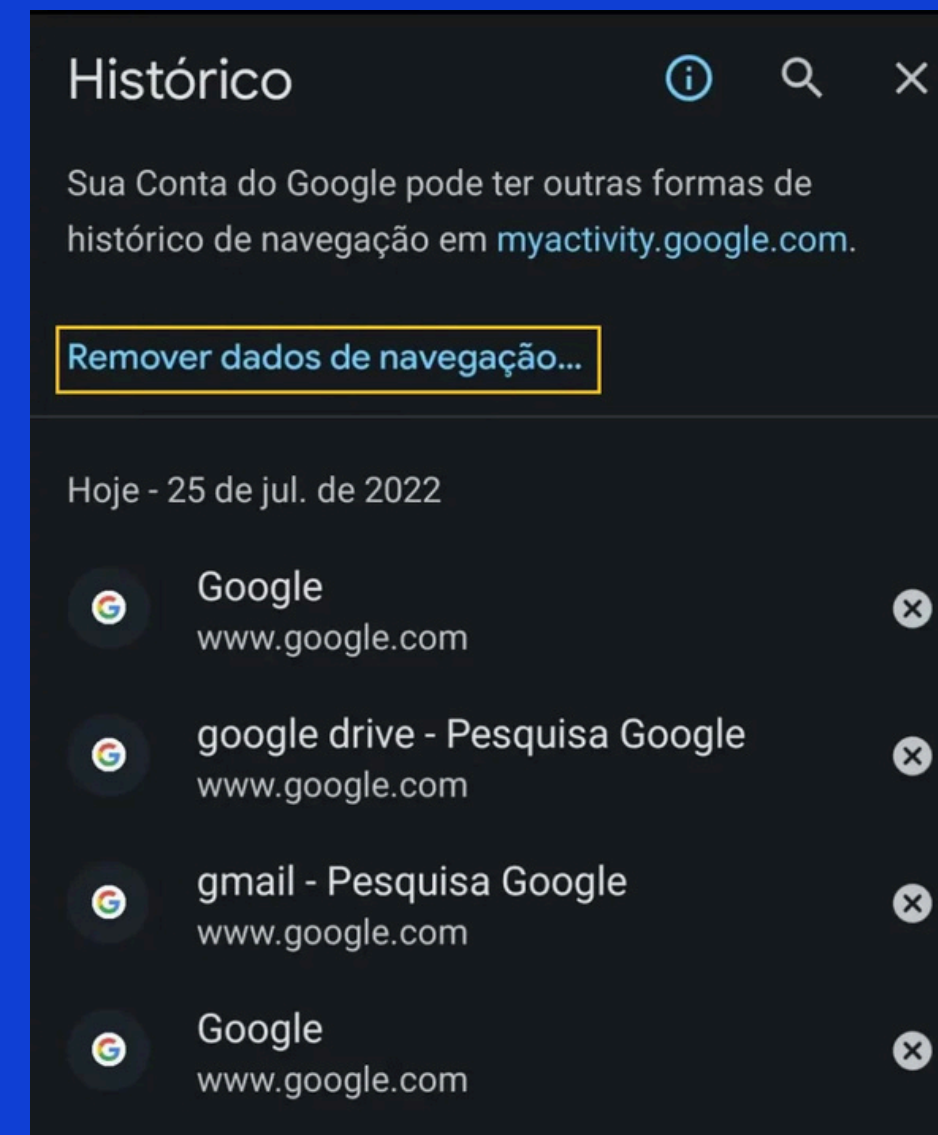 Histórico
Sua Conta do Google pode ter outras formas de
histórico de navegação em myactivity.google.com.
Remover dados de navegação...
Hoje - 25 de jul. de 2022
Google
www.google.com
google drive - Pesquisa Google
www.google.com
gmail - Pesquisa Google
www.google.com
Google
www.google.com